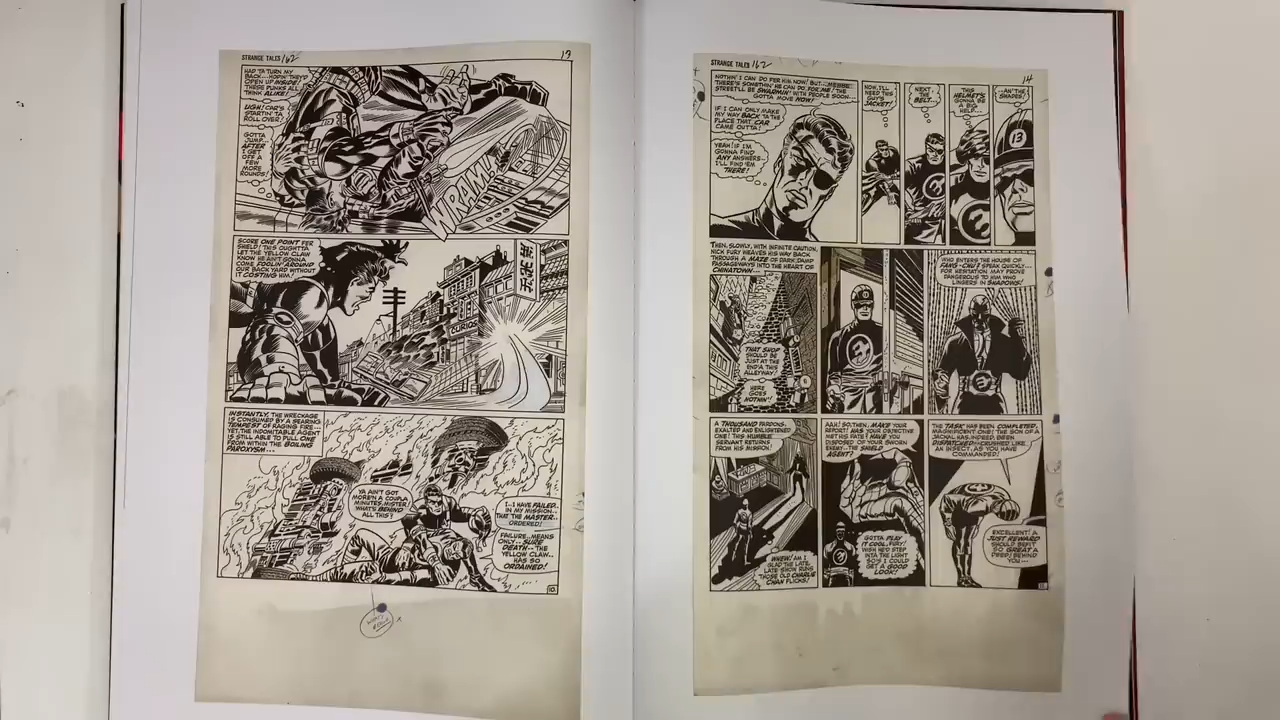 STRANGE TALES 162
13
HAD TA TURN MY
BACK---HOPIN' THEY'D
OPEN UP INSIDE!
THESE PUNKS ALL
THINK ALIKE!
UGH! CAR'S
STARTIN' TA
ROLL OVER!
GOTTA
JUMP
AFTER
I GET
OFF A
FEW
MORE
ROUNDS!
SCORE ONE POINT FER
SHIELD! THIS OUGHTTA
LET THE YELLOW CLAW
KNOW HE AIN'T GONNA
COME FOOLIN' AROUND
OUR BACK YARD WITHOUT
IT COSTING HIM!
CURIOS
INSTANTLY, THE WRECKAGE
IS CONSUMED BY A SEARING
TEMPEST OF RAGING FIRE---
YET, THE INDOMITABLE AGENT
IS STILL ABLE TO PULL ONE
FROM WITHIN THE BOILING
PAROXYSM...
YA AIN'T GOT
MORE'N A COUPLA
MINUTES, MISTER.
WHAT'S BEHIND
ALL THIS?
I...I HAVE FAILED..
IN MY MISSION...
THAT THE MASTER..
ORDERED!
FAILURE...MEANS
ONLY...SURE
DEATH---THE
YELLOW CLAW..
HAS SO
ORDAINED!
10
STRANGE TALES 162
14
NOTHIN' I CAN DO FER HIM NOW! BUT...MEBBE
THERE'S SOMETHIN' HE CAN DO FOR ME! THE
STREET'LL BE SWARMIN' WITH PEOPLE SOON---
GOTTA MOVE NOW!
IF I CAN ONLY MAKE
MY WAY BACK TA THE
PLACE THAT CAR
CAME OUTTA!
YEAH! IF I'M
GONNA FIND
ANY ANSWERS--
I'LL FIND 'EM
THERE!
NOW, I'LL
NEED THIS
GUY'S
JACKET!
NEXT
THE
BELT...
THIS
HELMET'S
GONNA BE
A BIG
HELP...
...AN' THE
SHADES!
13
THEN, SLOWLY, WITH INFINITE CAUTION,
NICK FURY WEAVES HIS WAY BACK
THROUGH A MAZE OF DARK, DAMP
PASSAGEWAYS INTO THE HEART OF
CHINATOWN---
THAT SHOP
SHOULD BE
JUST AT THE
END'A THIS
ALLEYWAY!
HERE
GOES
NOTHIN'!
WHO ENTERS THE HOUSE OF
FANG-CHU? SPEAK QUICKLY--
FOR HESITATION MAY PROVE
DANGEROUS TO HIM WHO
LINGERS IN SHADOWS!
A THOUSAND PARDONS,
EXALTED AND ENLIGHTENED
ONE! THIS HUMBLE
SERVANT RETURNS
FROM HIS MISSION!
WHEW! AM I
GLAD THE LATE,
LATE SHOW RUNS
THOSE OLD CHARLIE
CHAN FLICKS!
AAH! SO, THEN, MAKE YOUR
REPORT! HAS YOUR OBJECTIVE
MET HIS FATE? HAVE YOU
DISPOSED OF YOUR SWORN
ENEMY--THE SHIELD
AGENT?
GOTTA PLAY
IT COOL, FURY!
WISH HE'D STEP
INTO THE LIGHT
SO'S I COULD
GET A GOOD
LOOK!
THE TASK HAS BEEN COMPLETED,
MAGNIFICENT ONE! THE SON OF A
JACKAL HAS, INDEED, BEEN
DISPATCHED---CRUSHED LIKE
AN INSECT, AS YOU HAVE
COMMANDED!
EXCELLENT! A
JUST REWARD
SHOULD BEFIT
SO GREAT A
DEED! BEHIND
YOU---